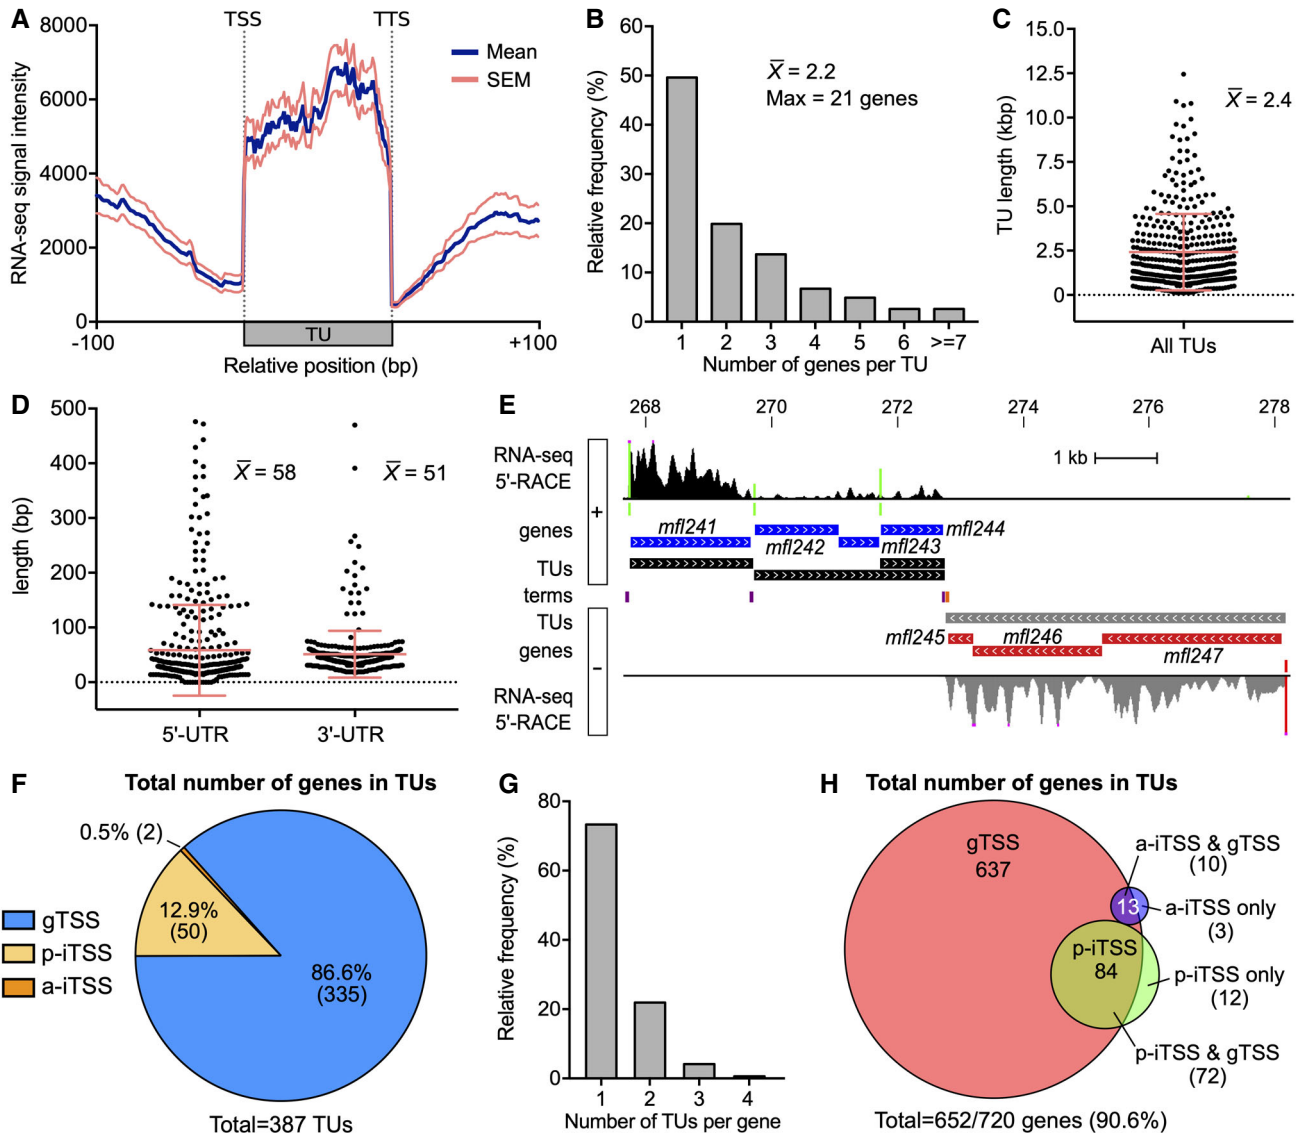 A
TSS
TTS
8000
6000
4000
2000
0
RNA-seq signal intensity
Mean
SEM
TU
-100
+100
Relative position (bp)
B
60
50
40
30
20
10
0
Relative frequency (%)
X̅ = 2.2
Max = 21 genes
1 2 3 4 5 6 >=7
Number of genes per TU
C
15.0
12.5
10.0
7.5
5.0
2.5
0
TU length (kbp)
X̅ = 2.4
All TUs
D
500
400
300
200
100
0
length (bp)
X̅ = 58
X̅ = 51
5'-UTR
3'-UTR
E
268 270 272 274 276 278
RNA-seq
5'-RACE
1 kb
+
genes
mfl241
mfl242
mfl243
mfl244
TUs
terms
−
TUs
genes
mfl245
mfl246
mfl247
RNA-seq
5'-RACE
F
Total number of genes in TUs
0.5% (2)
12.9%
(50)
86.6%
(335)
gTSS
p-iTSS
a-iTSS
Total=387 TUs
G
80
60
40
20
0
Relative frequency (%)
1 2 3 4
Number of TUs per gene
H
Total number of genes in TUs
gTSS
637
a-iTSS & gTSS
(10)
13
a-iTSS only
(3)
p-iTSS
84
p-iTSS only
(12)
p-iTSS & gTSS
(72)
Total=652/720 genes (90.6%)